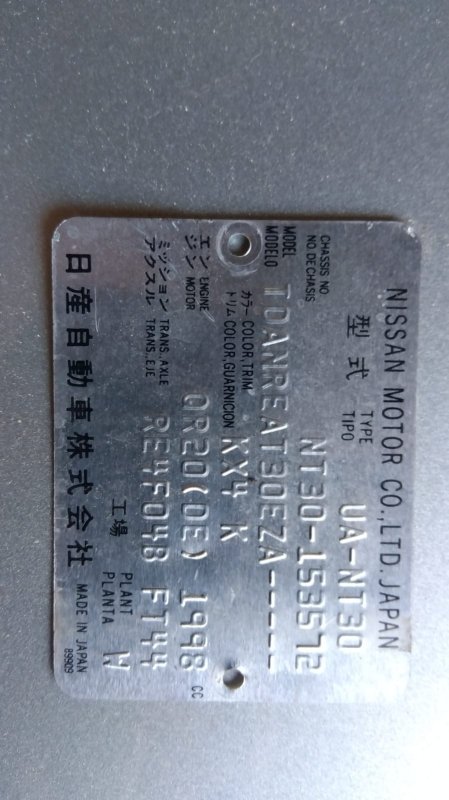 NISSAN MOTOR CO.,LTD.JAPAN
型式 TYPE TIPO UA-NT30
CHASSIS NO NO.DE CHASIS NT30-153572
MODEL MODELO TDANREAT30EZA-----
カラー トリム COLOR,TRIM COLOR,GUARNICION KX4 K
エンジン ENGINE MOTOR QR20(DE) 1998 CC
ミッション アクスル TRANS.,AXLE TRANS.,EJE RE4F04B FT44
工場 PLANT PLANTA W
日産自動車株式会社 MADE IN JAPAN
89909